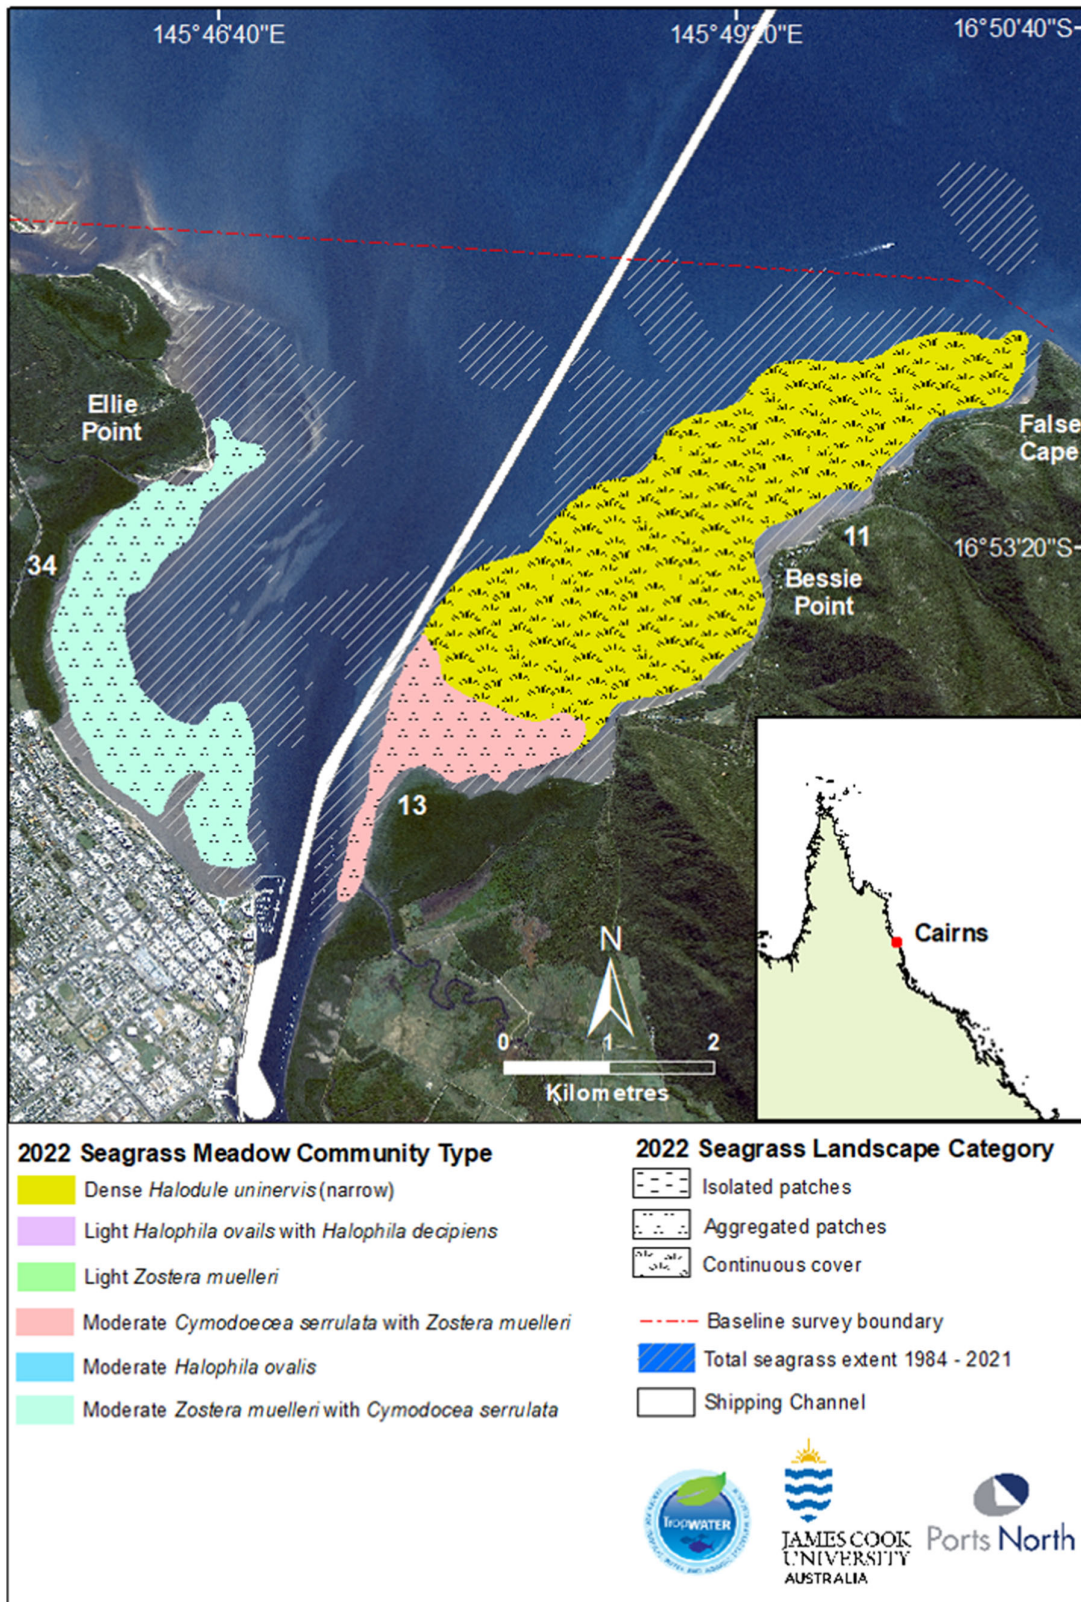 145°46'40"E
145°49'20"E
16°50'40"S
Ellie
Point
False
Cape
34
11
16°53'20"S
Bessie
Point
13
Cairns
N
0
1
2
Kilometres
2022 Seagrass Meadow Community Type
Dense Halodule uninervis (narrow)
Light Halophila ovails with Halophila decipiens
Light Zostera muelleri
Moderate Cymodoecea serrulata with Zostera muelleri
Moderate Halophila ovalis
Moderate Zostera muelleri with Cymodocea serrulata
2022 Seagrass Landscape Category
Isolated patches
Aggregated patches
Continuous cover
Baseline survey boundary
Total seagrass extent 1984 - 2021
Shipping Channel
TropWATER
JAMES COOK
UNIVERSITY
AUSTRALIA
Ports North